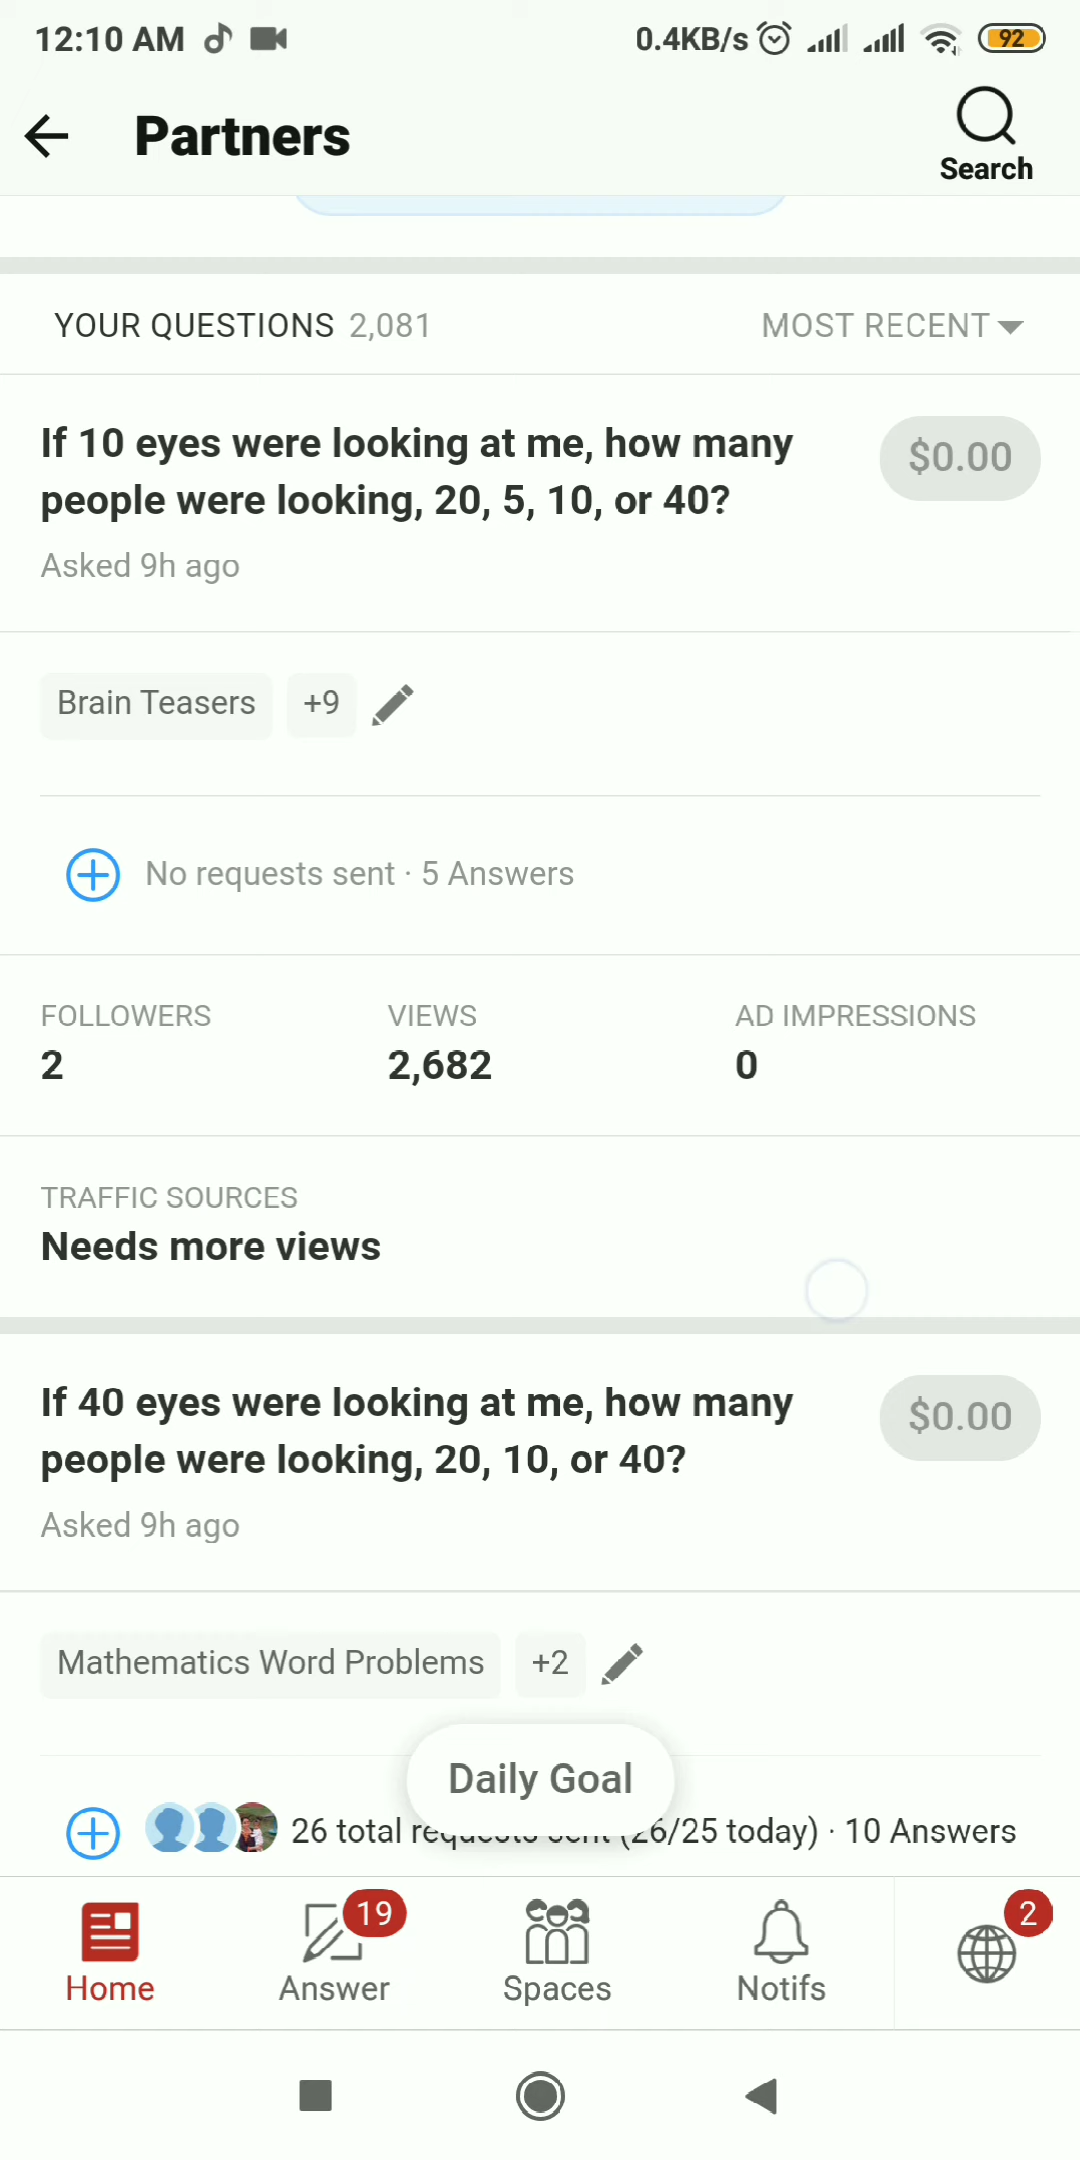 12:10 AM 0.4KB/s 92
Partners
Search
YOUR QUESTIONS 2,081 MOST RECENT
If 10 eyes were looking at me, how many
people were looking, 20, 5, 10, or 40?
$0.00
Asked 9h ago
Brain Teasers +9
No requests sent · 5 Answers
FOLLOWERS VIEWS AD IMPRESSIONS
2 2,682 0
TRAFFIC SOURCES
Needs more views
If 40 eyes were looking at me, how many
people were looking, 20, 10, or 40?
$0.00
Asked 9h ago
Mathematics Word Problems +2
Daily Goal
26 total requests sent (26/25 today) · 10 Answers
19 2
Home Answer Spaces Notifs